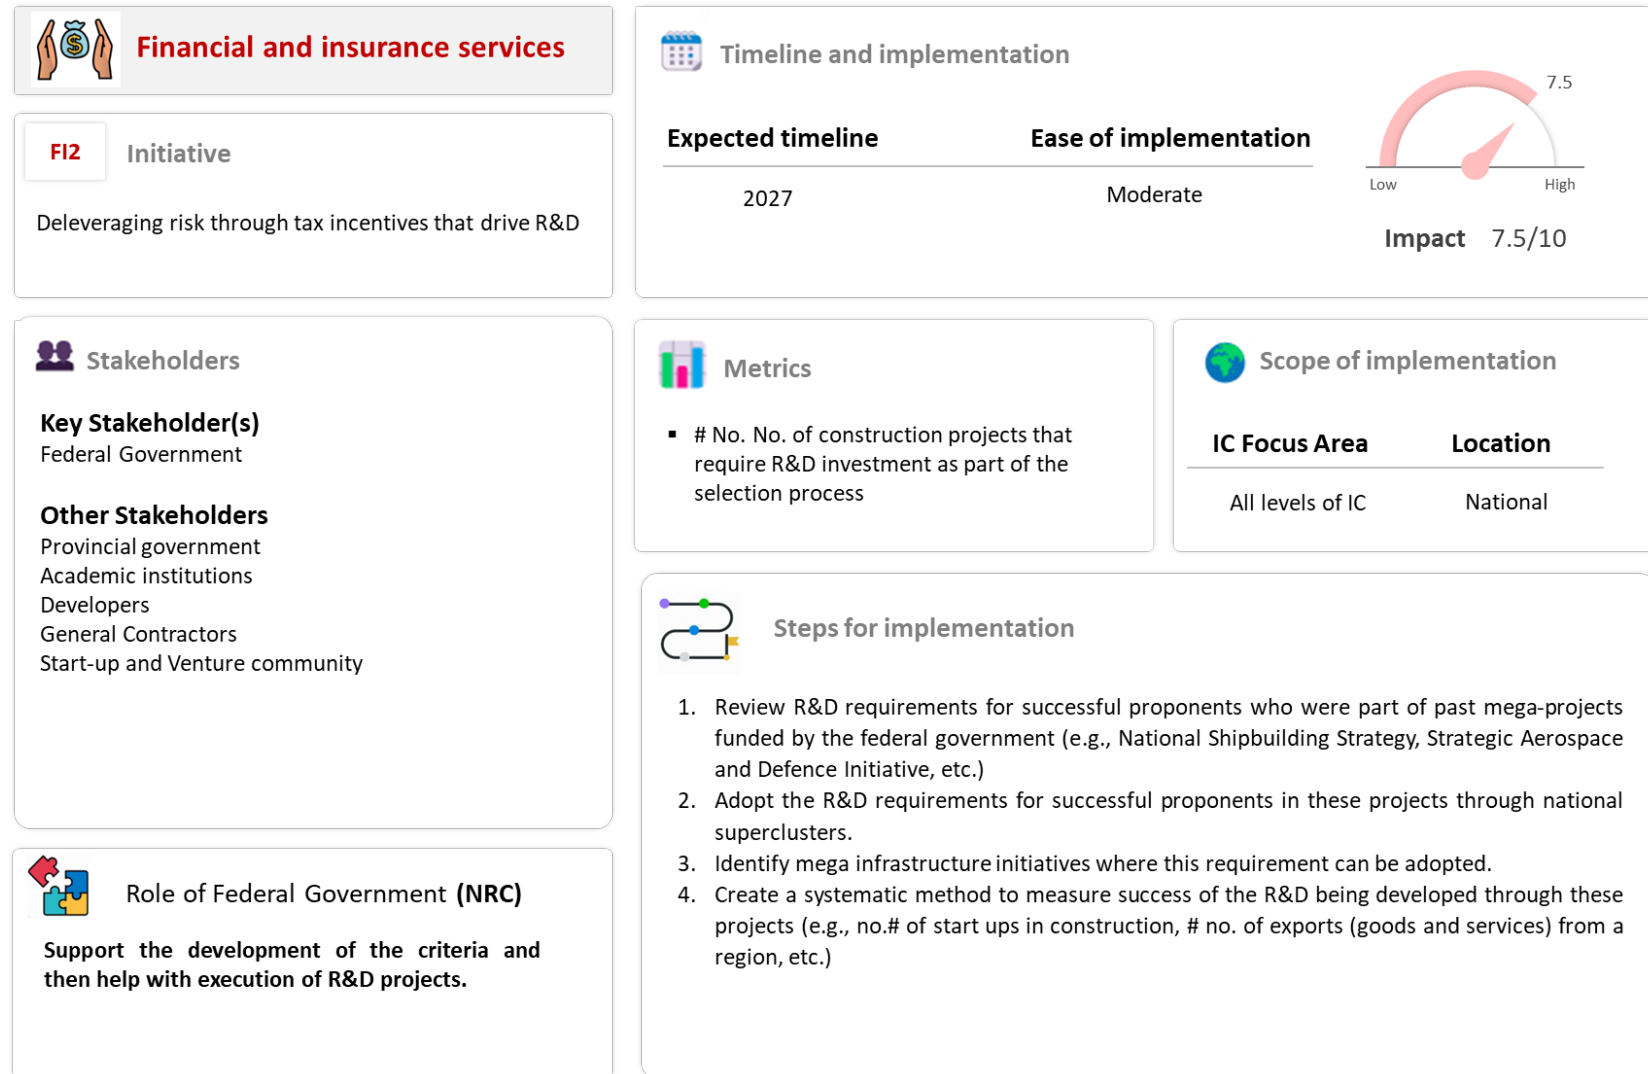 Financial and insurance services
FI2
Initiative
Deleveraging risk through tax incentives that drive R&D
Timeline and implementation
Expected timeline
Ease of implementation
2027
Moderate
7.5
Low
High
Impact 7.5/10
Stakeholders
Key Stakeholder(s)
Federal Government
Other Stakeholders
Provincial government
Academic institutions
Developers
General Contractors
Start-up and Venture community
Metrics
▪ # No. No. of construction projects that
require R&D investment as part of the
selection process
Scope of implementation
IC Focus Area
Location
All levels of IC
National
Role of Federal Government (NRC)
Support the development of the criteria and
then help with execution of R&D projects.
Steps for implementation
1. Review R&D requirements for successful proponents who were part of past mega-projects
funded by the federal government (e.g., National Shipbuilding Strategy, Strategic Aerospace
and Defence Initiative, etc.)
2. Adopt the R&D requirements for successful proponents in these projects through national
superclusters.
3. Identify mega infrastructure initiatives where this requirement can be adopted.
4. Create a systematic method to measure success of the R&D being developed through these
projects (e.g., no.# of start ups in construction, # no. of exports (goods and services) from a
region, etc.)